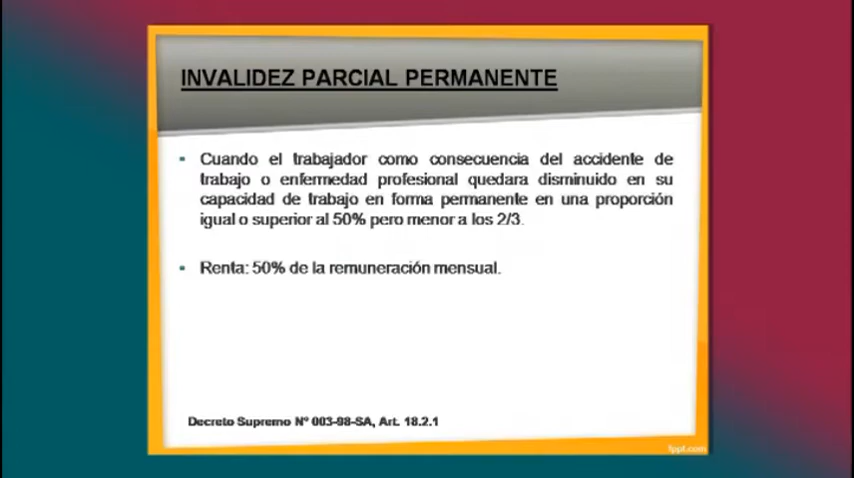 INVALIDEZ PARCIAL PERMANENTE
• Cuando el trabajador como consecuencia del accidente de
trabajo o enfermedad profesional quedara disminuido en su
capacidad de trabajo en forma permanente en una proporción
igual o superior al 50% pero menor a los 2/3.
• Renta: 50% de la remuneración mensual.
Decreto Supremo Nº 003-98-SA, Art. 18.2.1
fppt.com